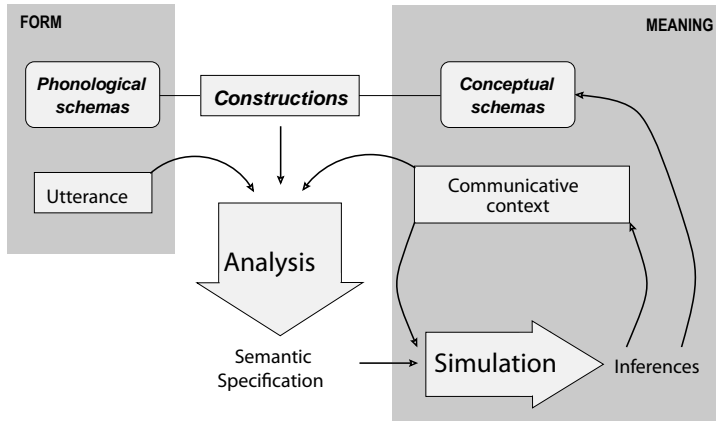 FORM
MEANING
Phonological
schemas
Constructions
Conceptual
schemas
Utterance
Communicative
context
Analysis
Semantic
Specification
Simulation
Inferences